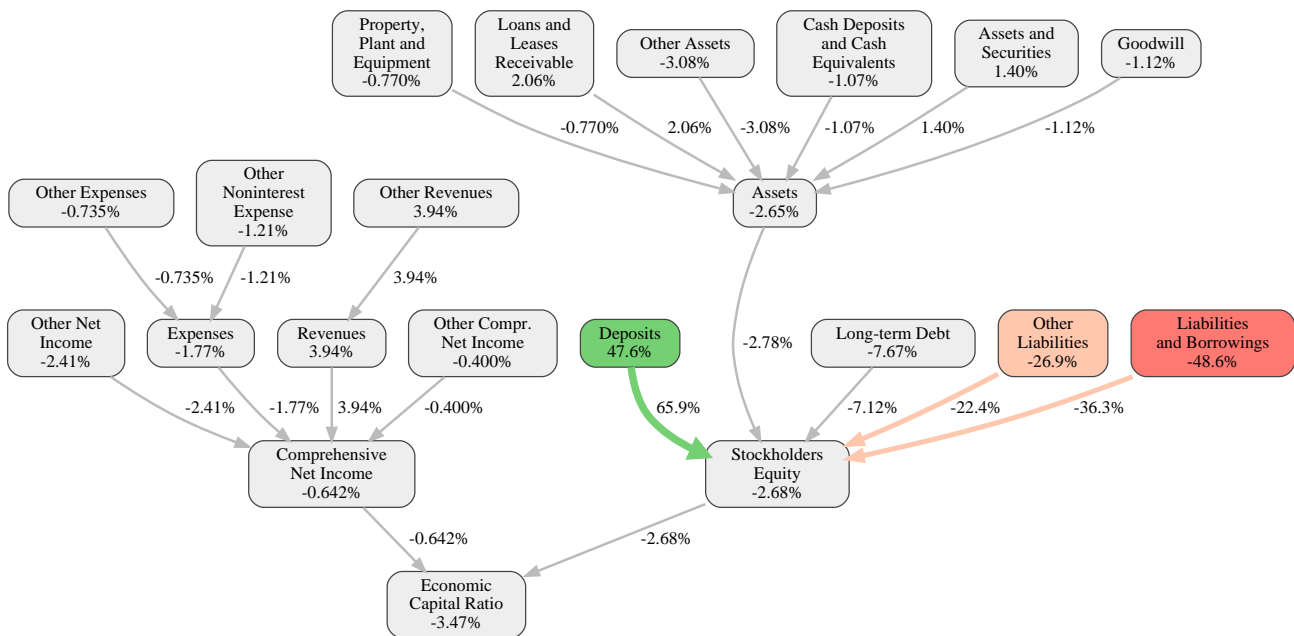 Property,
Plant and
Equipment
-0.770%
Loans and
Leases
Receivable
2.06%
Other Assets
-3.08%
Cash Deposits
and Cash
Equivalents
-1.07%
Assets and
Securities
1.40%
Goodwill
-1.12%
-0.770%
2.06%
-3.08%
-1.07%
1.40%
-1.12%
Other Expenses
-0.735%
Other
Noninterest
Expense
-1.21%
Other Revenues
3.94%
Assets
-2.65%
-0.735%
-1.21%
3.94%
Other Net
Income
-2.41%
Expenses
-1.77%
Revenues
3.94%
Other Compr.
Net Income
-0.400%
Deposits
47.6%
-2.78%
Long-term Debt
-7.67%
Other
Liabilities
-26.9%
Liabilities
and Borrowings
-48.6%
-2.41%
-1.77%
3.94%
-0.400%
65.9%
-7.12%
-22.4%
-36.3%
Comprehensive
Net Income
-0.642%
Stockholders
Equity
-2.68%
-0.642%
-2.68%
Economic
Capital Ratio
-3.47%